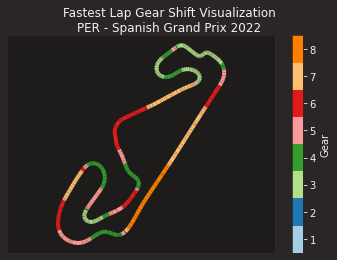 Fastest Lap Gear Shift Visualization
PER - Spanish Grand Prix 2022
8
7
6
5
4
3
2
1
Gear